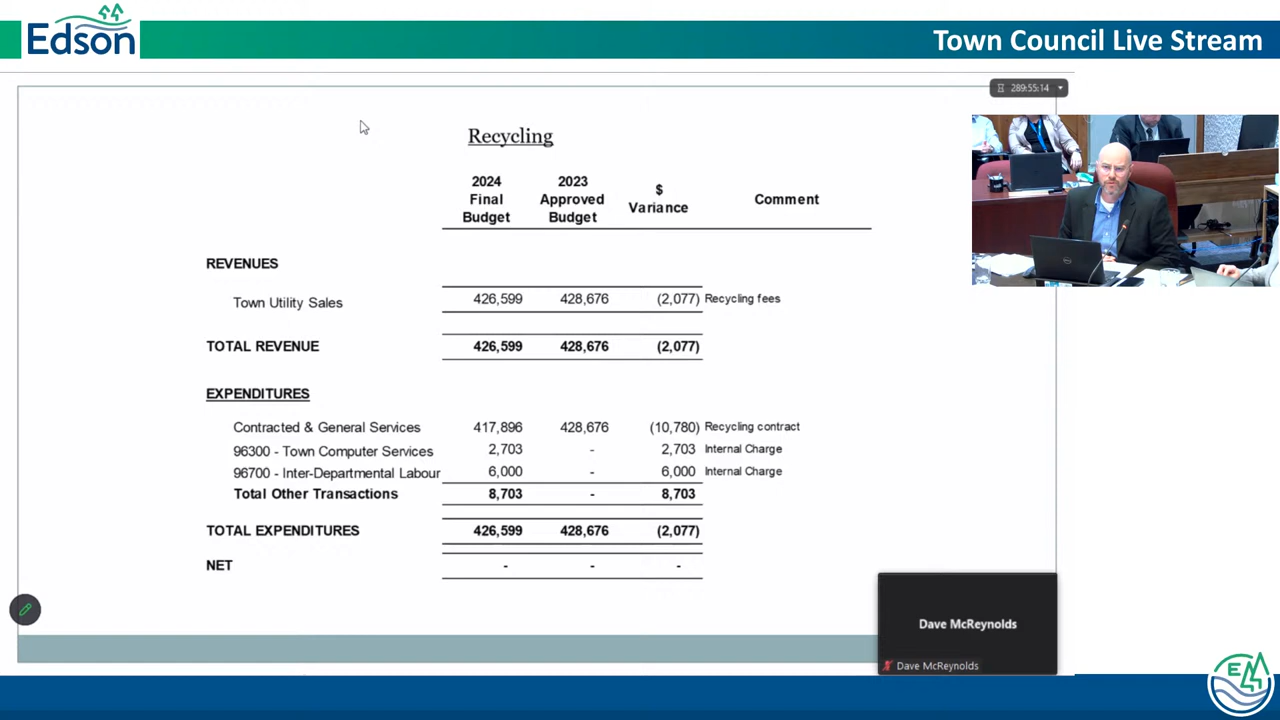 Edson
Town Council Live Stream
289:55:14
Recycling
2024 Final Budget 2023 Approved Budget $ Variance Comment
REVENUES
Town Utility Sales 426,599 428,676 (2,077) Recycling fees
TOTAL REVENUE 426,599 428,676 (2,077)
EXPENDITURES
Contracted & General Services 417,896 428,676 (10,780) Recycling contract
96300 - Town Computer Services 2,703 - 2,703 Internal Charge
96700 - Inter-Departmental Labour 6,000 - 6,000 Internal Charge
Total Other Transactions 8,703 - 8,703
TOTAL EXPENDITURES 426,599 428,676 (2,077)
NET - - -
Dave McReynolds
Dave McReynolds